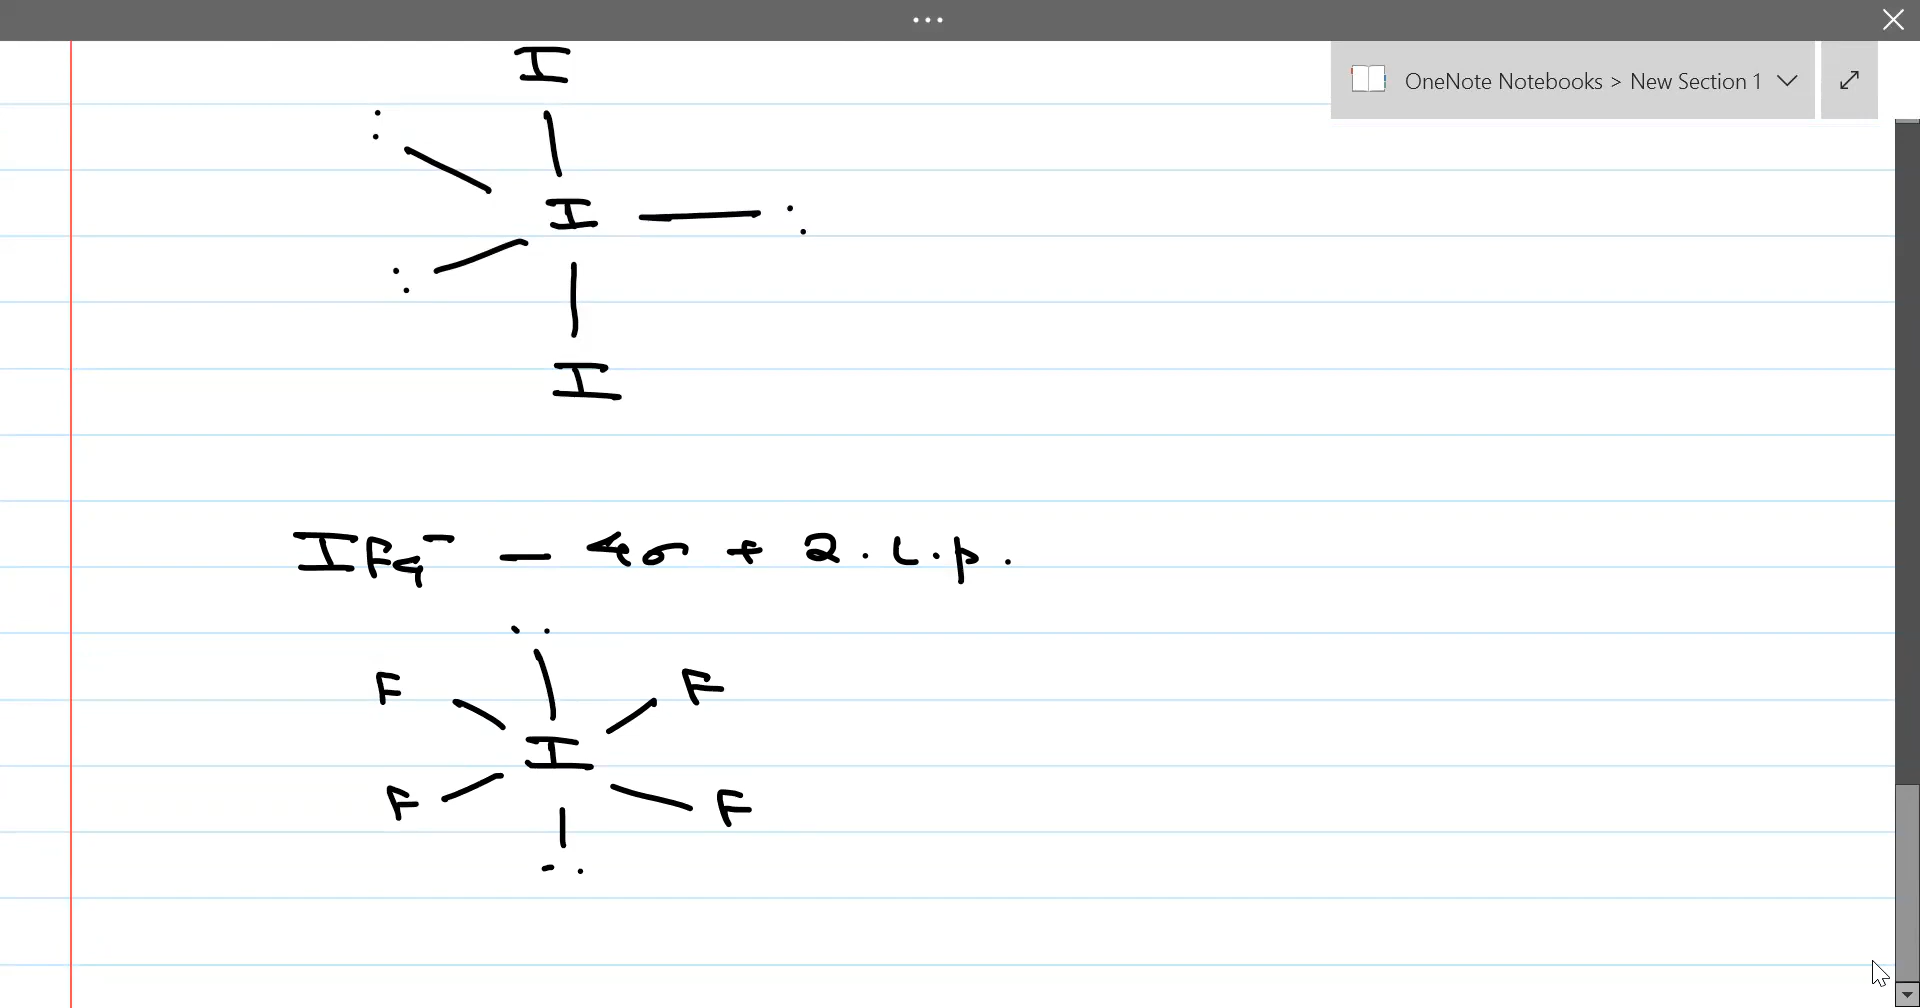 ...
OneNote Notebooks > New Section 1
I
: I :
:
I
IF4⁻ — 4σ + 2.L.p.
..
F F
I
F F
..